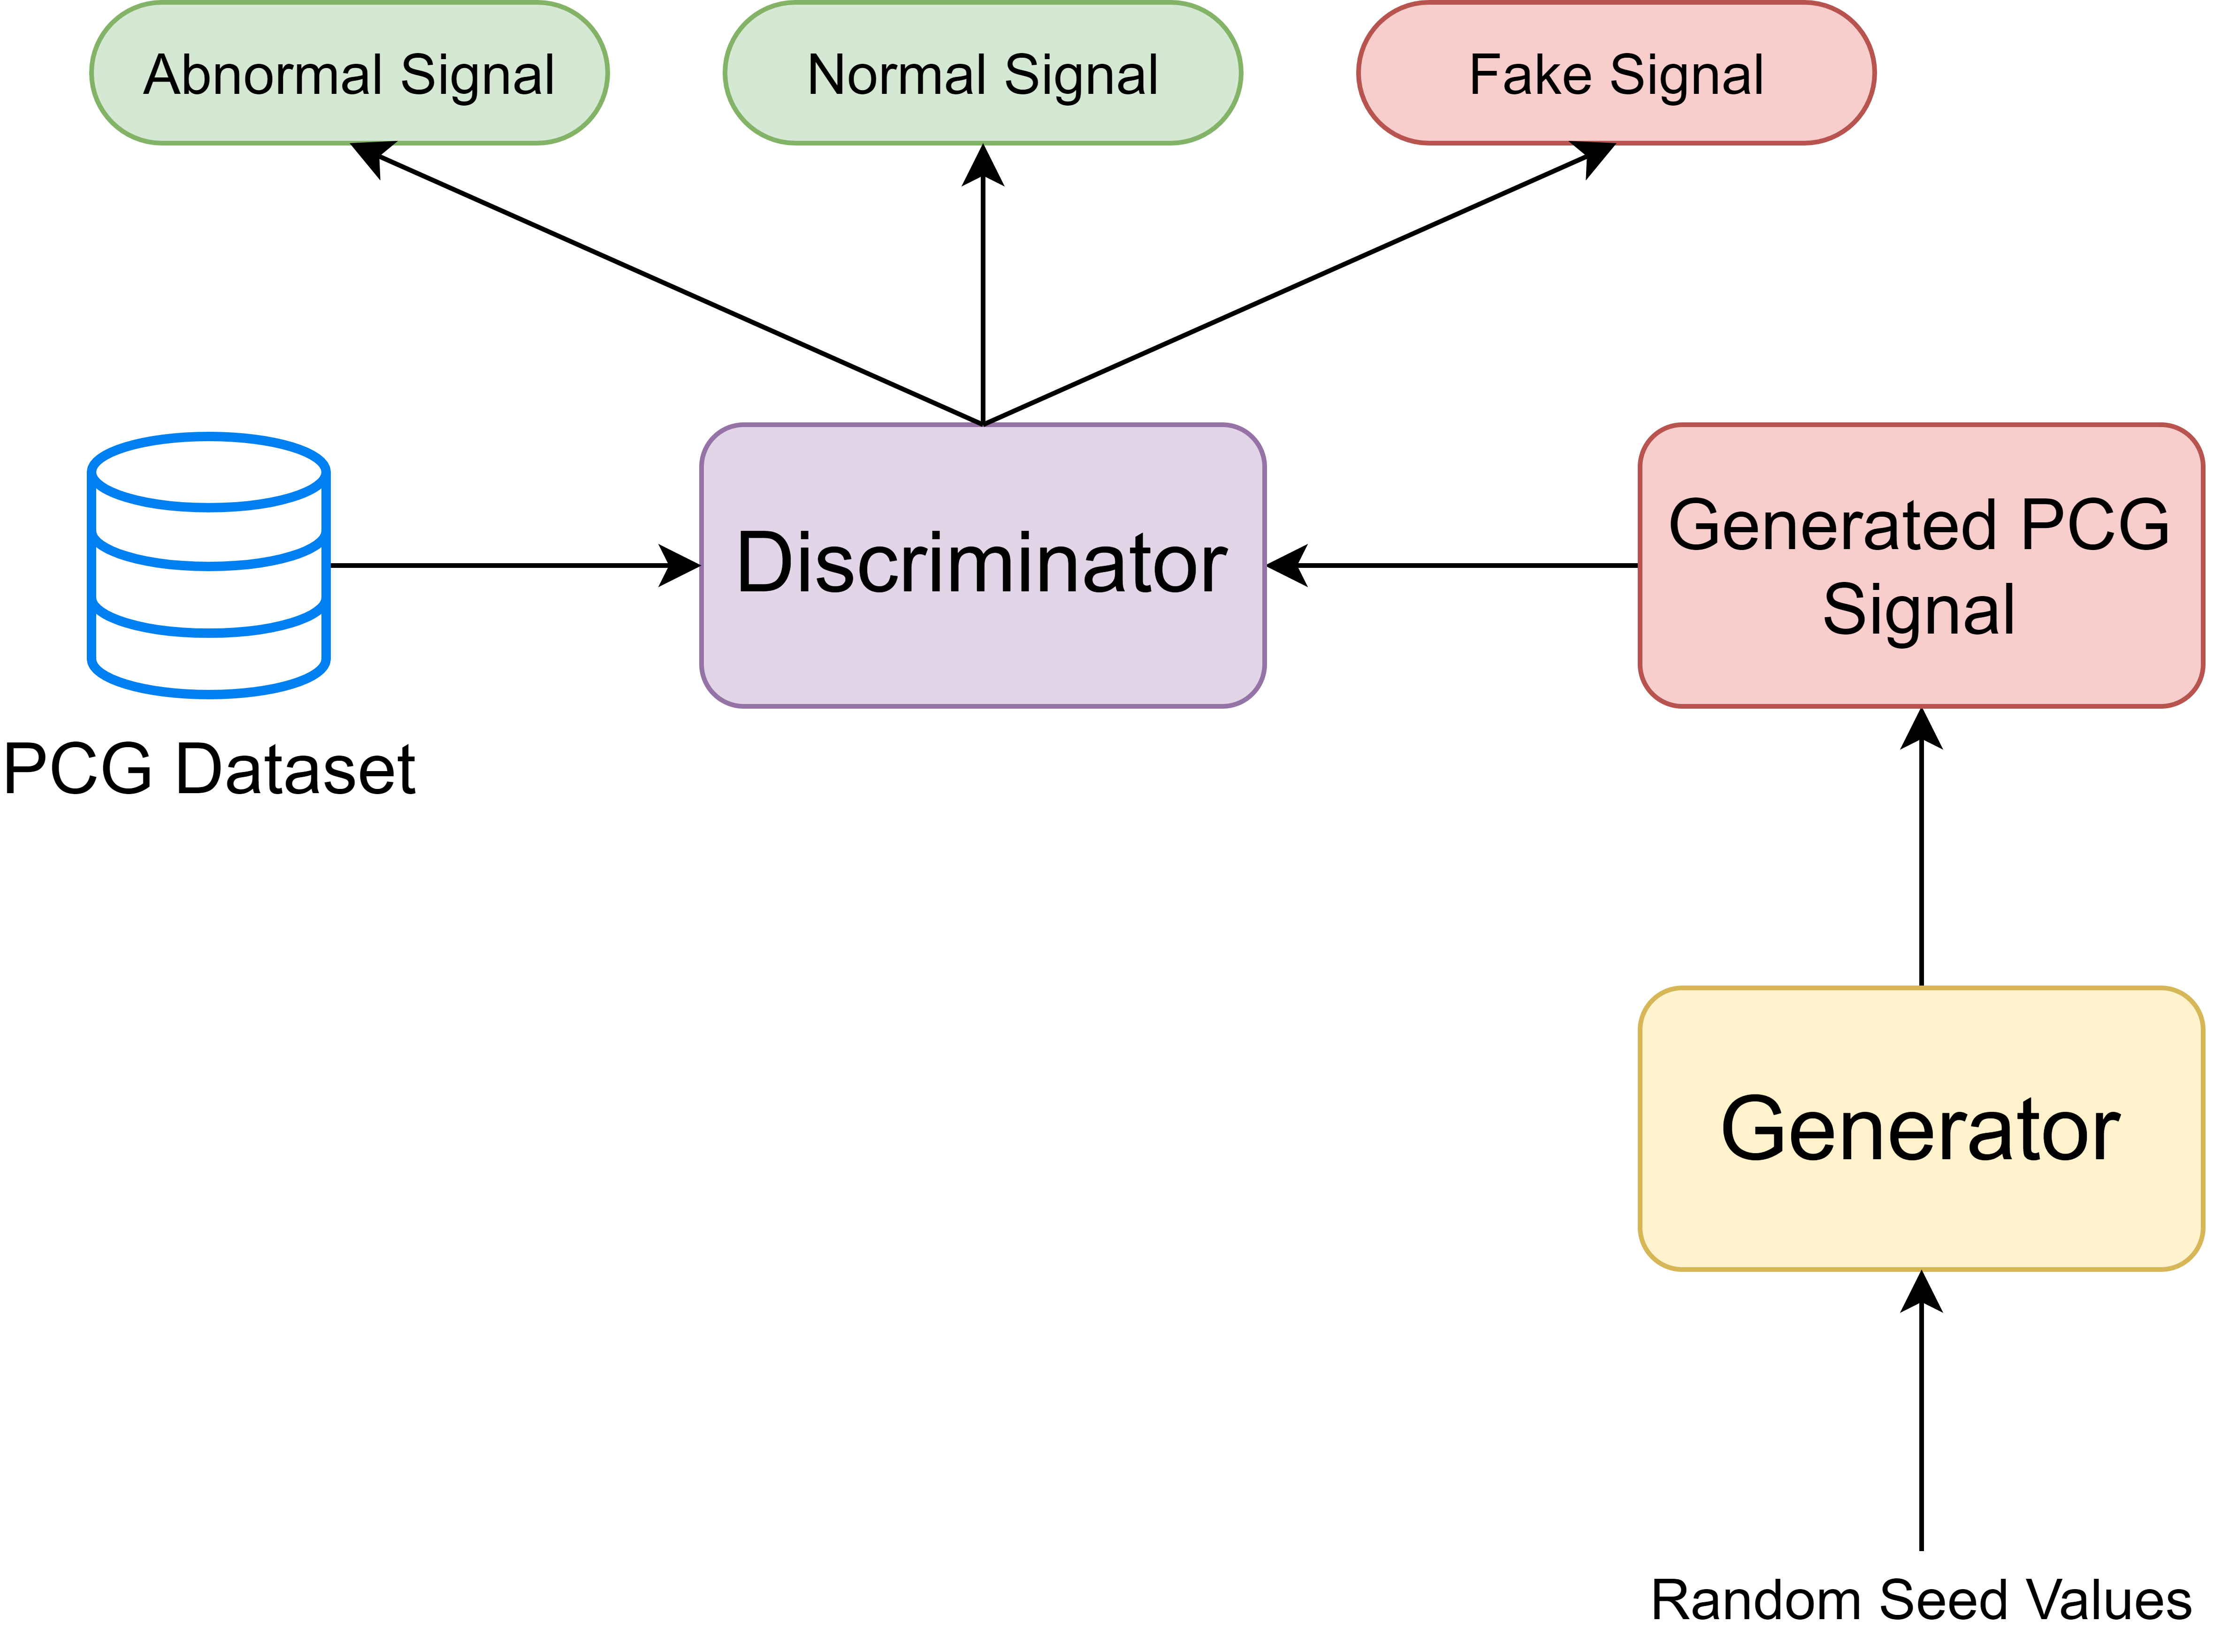 Abnormal Signal
Normal Signal
Fake Signal
Discriminator
Generated PCG
Signal
PCG Dataset
Generator
Random Seed Values